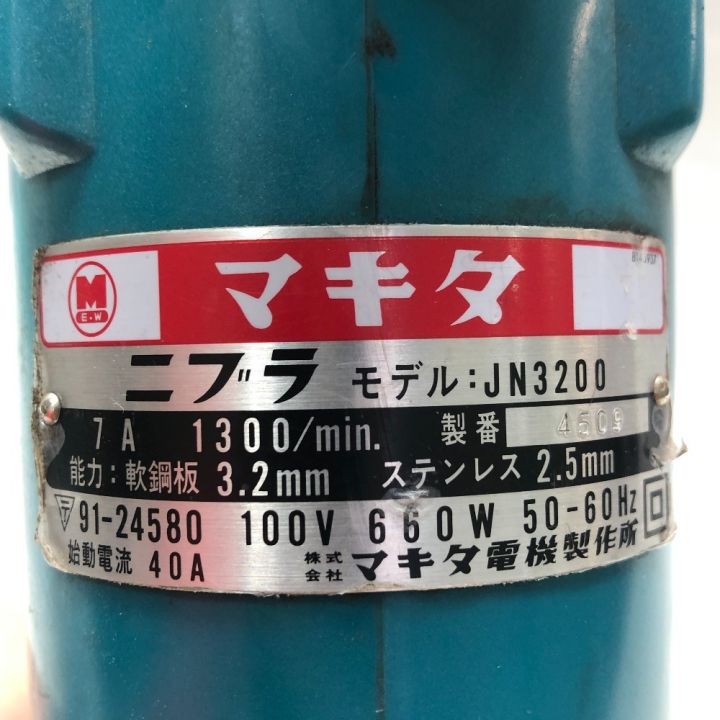 M
E・W
マキタ
ニブラ モデル:JN3200
7A 1300/min. 製番 4509
能力:軟鋼板 3.2mm ステンレス 2.5mm
〒 91-24580 100V 660W 50-60Hz
始動電流 40A 株式会社 マキタ電機製作所